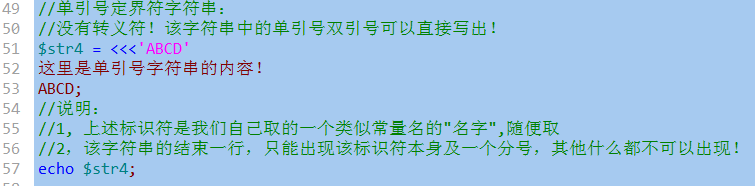 49 //单引号定界符字符串:
50 //没有转义符！该字符串中的单引号双引号可以直接写出！
51 $str4 = <<<'ABCD'
52 这里是单引号字符串的内容！
53 ABCD;
54 //说明：
55 //1, 上述标识符是我们自己取的一个类似常量名的"名字",随便取
56 //2，该字符串的结束一行，只能出现该标识符本身及一个分号，其他什么都不可以出现！
57 echo $str4;